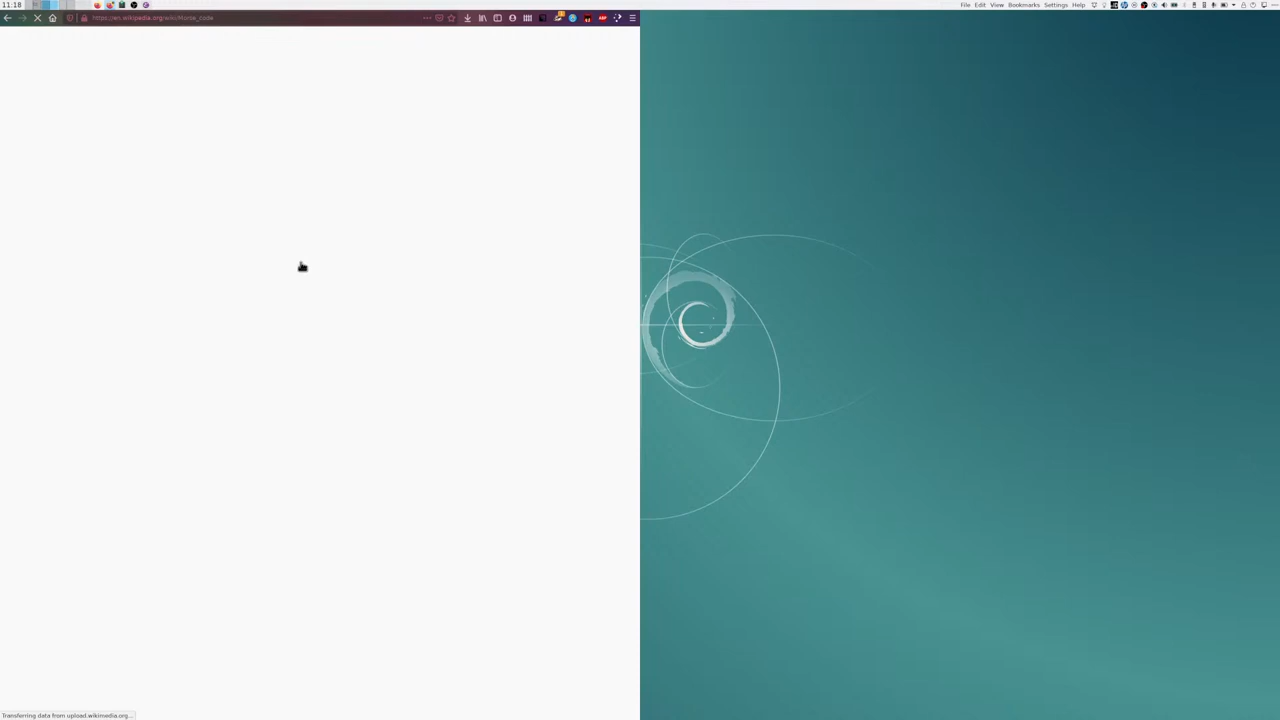 11:18
File Edit View Bookmarks Settings Help
https://en.wikipedia.org/wiki/Morse_code
ABP
Transferring data from upload.wikimedia.org...